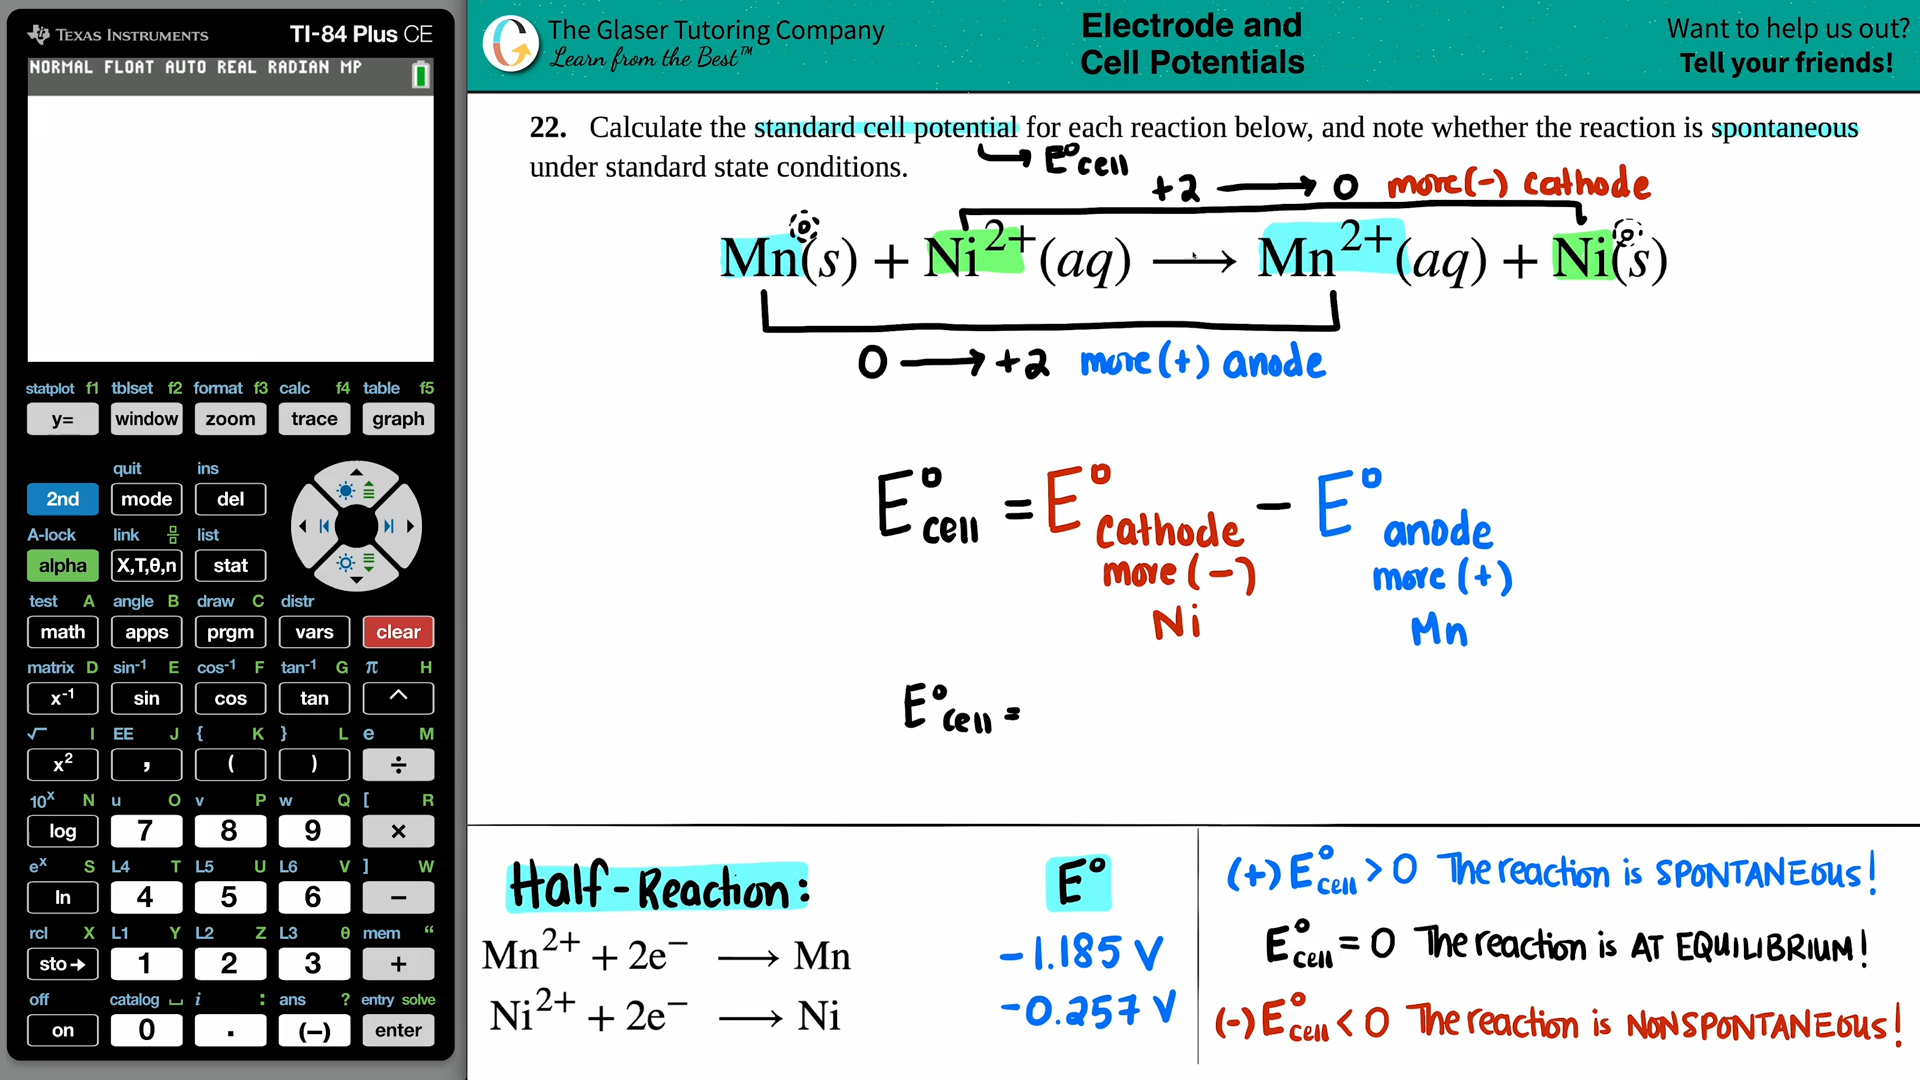 TEXAS INSTRUMENTS TI-84 Plus CE
NORMAL FLOAT AUTO REAL RADIAN MP
statplot f1 tblset f2 format f3 calc f4 table f5
y= window zoom trace graph
quit ins
2nd mode del
A-lock link list
alpha X,T,θ,n stat
test A angle B draw C distr
math apps prgm vars clear
matrix D sin⁻¹ E cos⁻¹ F tan⁻¹ G π H
x⁻¹ sin cos tan ^
√ I EE J { K } L e M
x² , ( ) ÷
10ˣ N u O v P w Q [ R
log 7 8 9 ×
eˣ S L4 T L5 U L6 V ] W
ln 4 5 6 −
rcl X L1 Y L2 Z L3 θ mem "
sto→ 1 2 3 +
off catalog ⎵ i : ans ? entry solve
on 0 . (−) enter
The Glaser Tutoring Company
Learn from the Best™
Electrode and
Cell Potentials
Want to help us out?
Tell your friends!
22. Calculate the standard cell potential for each reaction below, and note whether the reaction is spontaneous
under standard state conditions.
→ E°cell
+2 → 0 more(-) cathode
0 0
Mn(s) + Ni²⁺(aq) → Mn²⁺(aq) + Ni(s)
0 → +2 more(+) anode
E°cell = E°cathode − E°anode
more (-) more (+)
Ni Mn
E°cell =
Half-Reaction: E°
Mn²⁺ + 2e⁻ → Mn -1.185 V
Ni²⁺ + 2e⁻ → Ni -0.257 V
(+) E°cell > 0 The reaction is SPONTANEOUS!
E°cell = 0 The reaction is AT EQUILIBRIUM!
(-) E°cell < 0 The reaction is NONSPONTANEOUS!